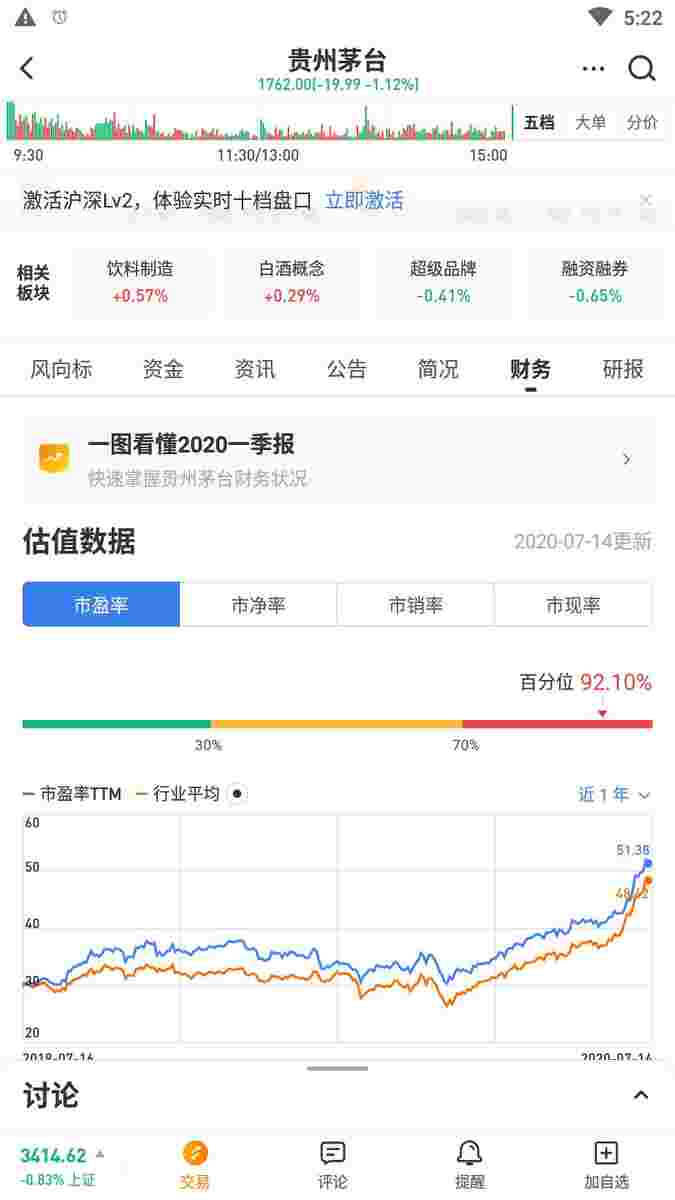 5:22
贵州茅台
1762.00(-19.99 -1.12%)
五档 大单 分价
9:30 11:30/13:00 15:00
激活沪深Lv2，体验实时十档盘口 立即激活
相关板块
饮料制造 白酒概念 超级品牌 融资融券
+0.57% +0.29% -0.41% -0.65%
风向标 资金 资讯 公告 简况 财务 研报
一图看懂2020一季报
快速掌握贵州茅台财务状况
估值数据 2020-07-14更新
市盈率 市净率 市销率 市现率
百分位 92.10%
30% 70%
市盈率TTM 行业平均 近1年
60
51.36
50
48.12
40
30
20
2019-07-16 2020-07-14
讨论
3414.62
-0.83% 上证
交易 评论 提醒 加自选